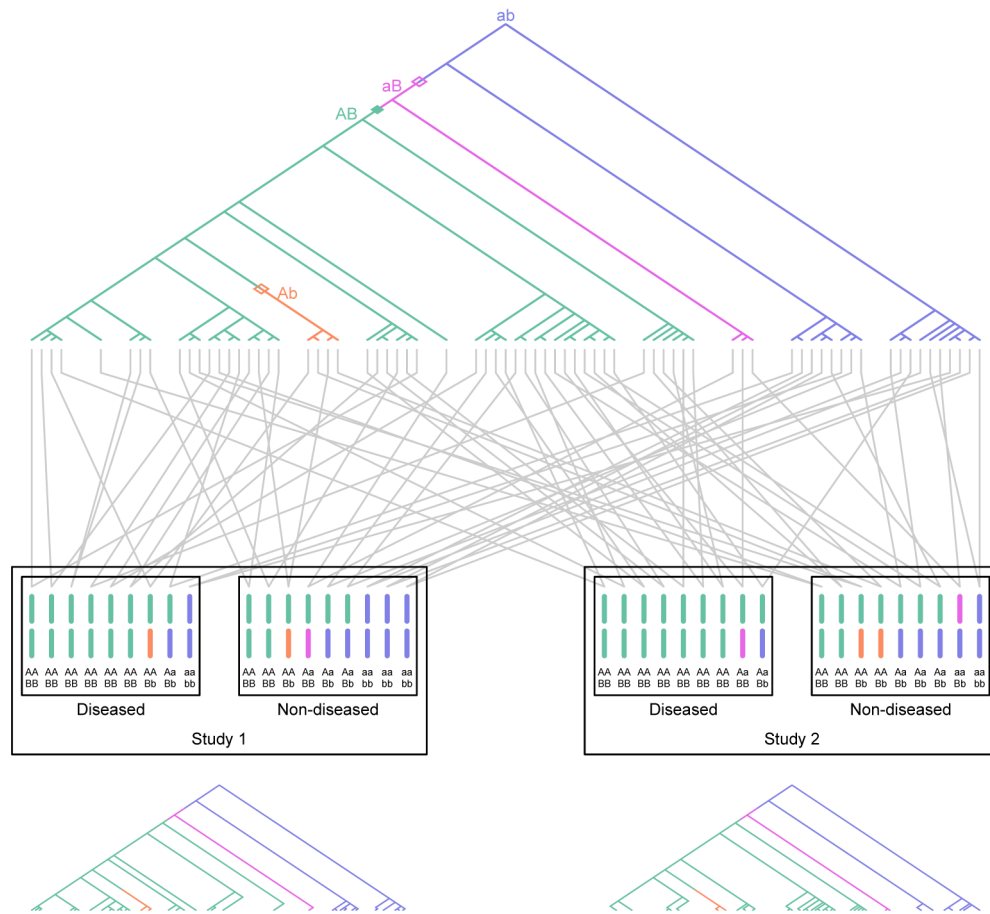 ab
aB
AB
Ab
AA AA AA AA AA AA AA Aa aa
BB BB BB BB BB BB Bb Bb bb
AA AA AA Aa Aa Aa aa aa aa
BB BB Bb BB Bb Bb bb bb bb
AA AA AA AA AA AA AA Aa Aa
BB BB BB BB BB BB BB BB Bb
AA AA AA AA Aa Aa Aa aa aa
BB BB Bb Bb Bb Bb Bb Bb bb
Diseased
Non-diseased
Diseased
Non-diseased
Study 1
Study 2